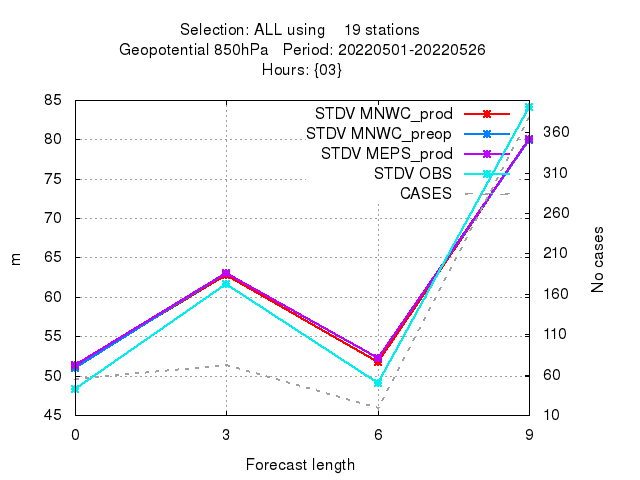 Selection: ALL using    19 stations
Geopotential 850hPa   Period: 20220501-20220526
Hours: {03}
STDV MNWC_prod
STDV MNWC_preop
STDV MEPS_prod
STDV OBS
CASES
85
80
75
70
65
60
55
50
45
m
360
310
260
210
160
110
60
10
No cases
0 3 6 9
Forecast length